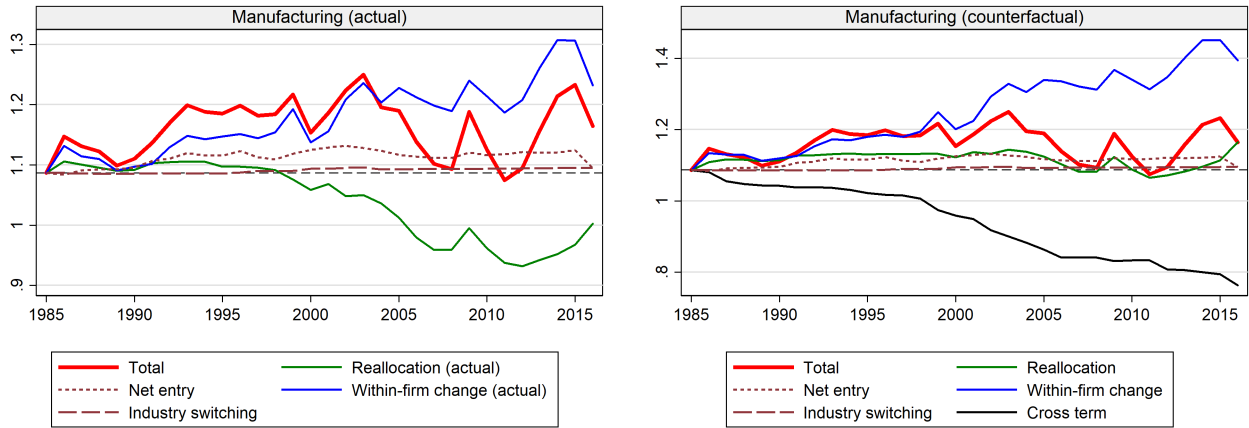 Manufacturing (actual)
1.3
1.2
1.1
1
.9
1985 1990 1995 2000 2005 2010 2015
Total Reallocation (actual)
Net entry Within-firm change (actual)
Industry switching
Manufacturing (counterfactual)
1.4
1.2
1
.8
1985 1990 1995 2000 2005 2010 2015
Total Reallocation
Net entry Within-firm change
Industry switching Cross term